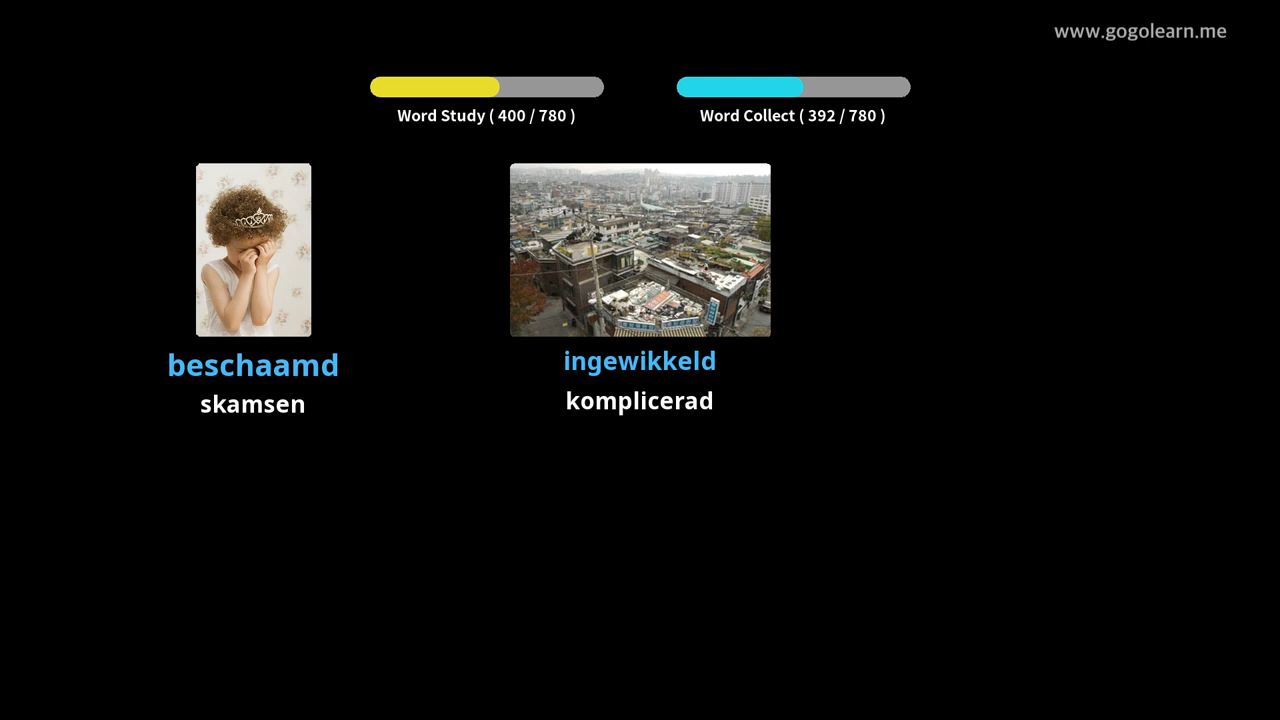 www.gogolearn.me
Word Study ( 400 / 780 )
Word Collect ( 392 / 780 )
beschaamd
skamsen
ingewikkeld
komplicerad